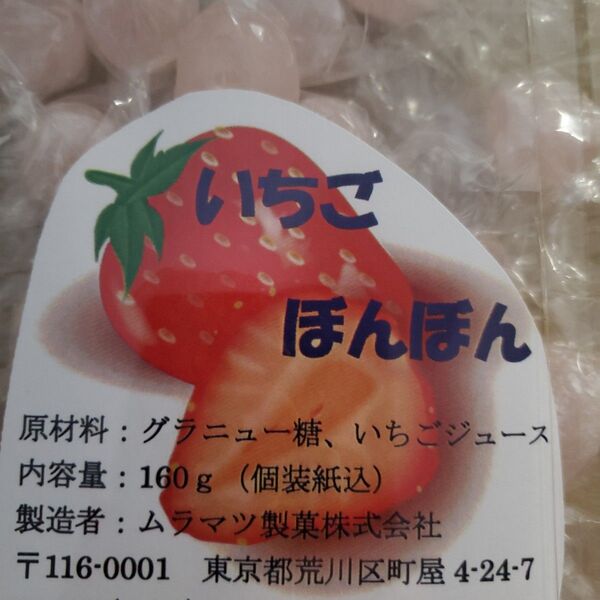 いちご
ぼんぼん
原材料：グラニュー糖、いちごジュース
内容量：160g（個装紙込）
製造者：ムラマツ製菓株式会社
〒116-0001　東京都荒川区町屋 4-24-7